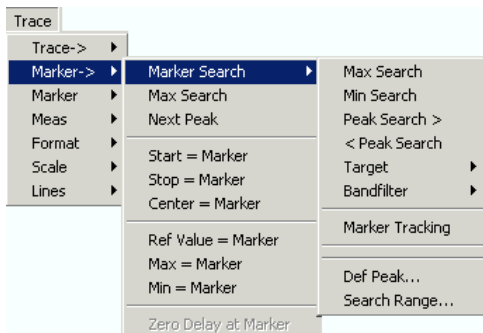 Trace
Trace->
Marker->
Marker
Meas
Format
Scale
Lines
Marker Search
Max Search
Next Peak
Start = Marker
Stop = Marker
Center = Marker
Ref Value = Marker
Max = Marker
Min = Marker
Zero Delay at Marker
Max Search
Min Search
Peak Search >
< Peak Search
Target
Bandfilter
Marker Tracking
Def Peak...
Search Range...